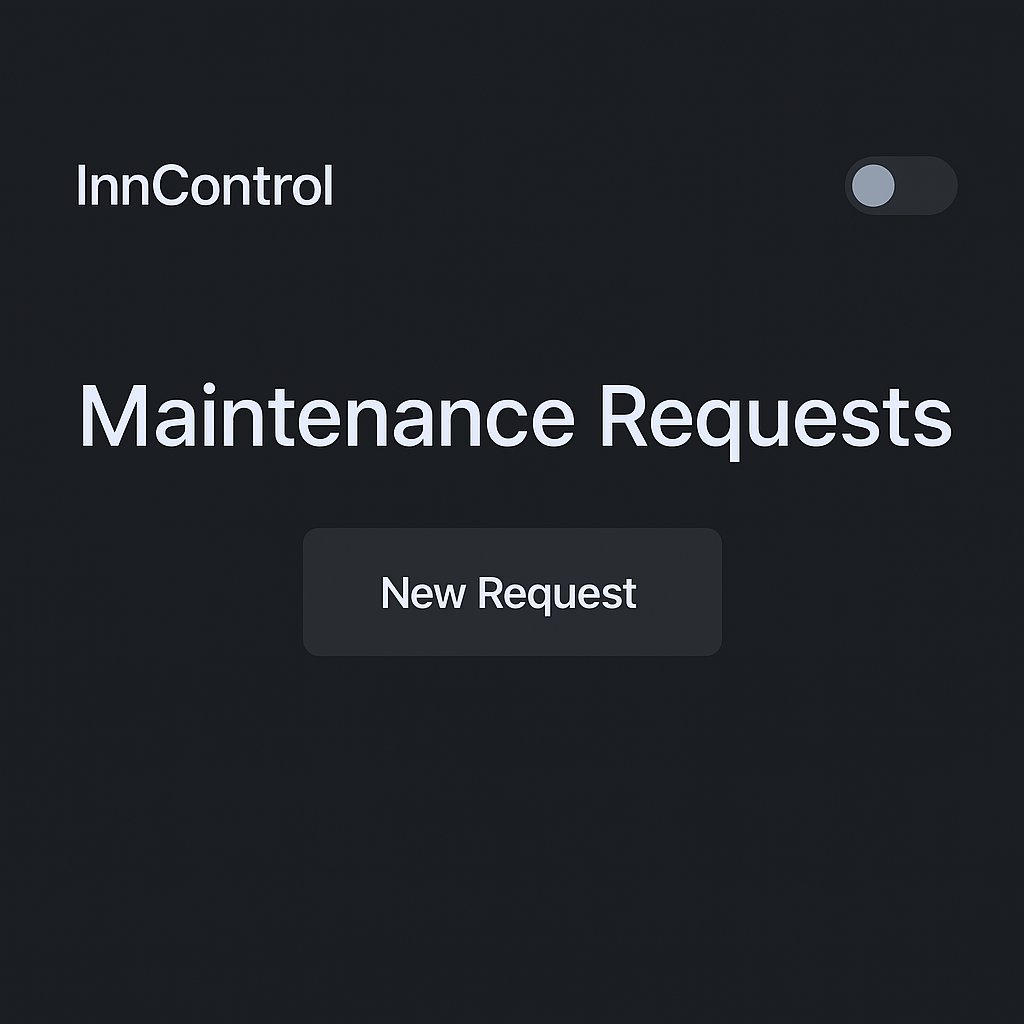 InnControl
Maintenance Requests
New Request